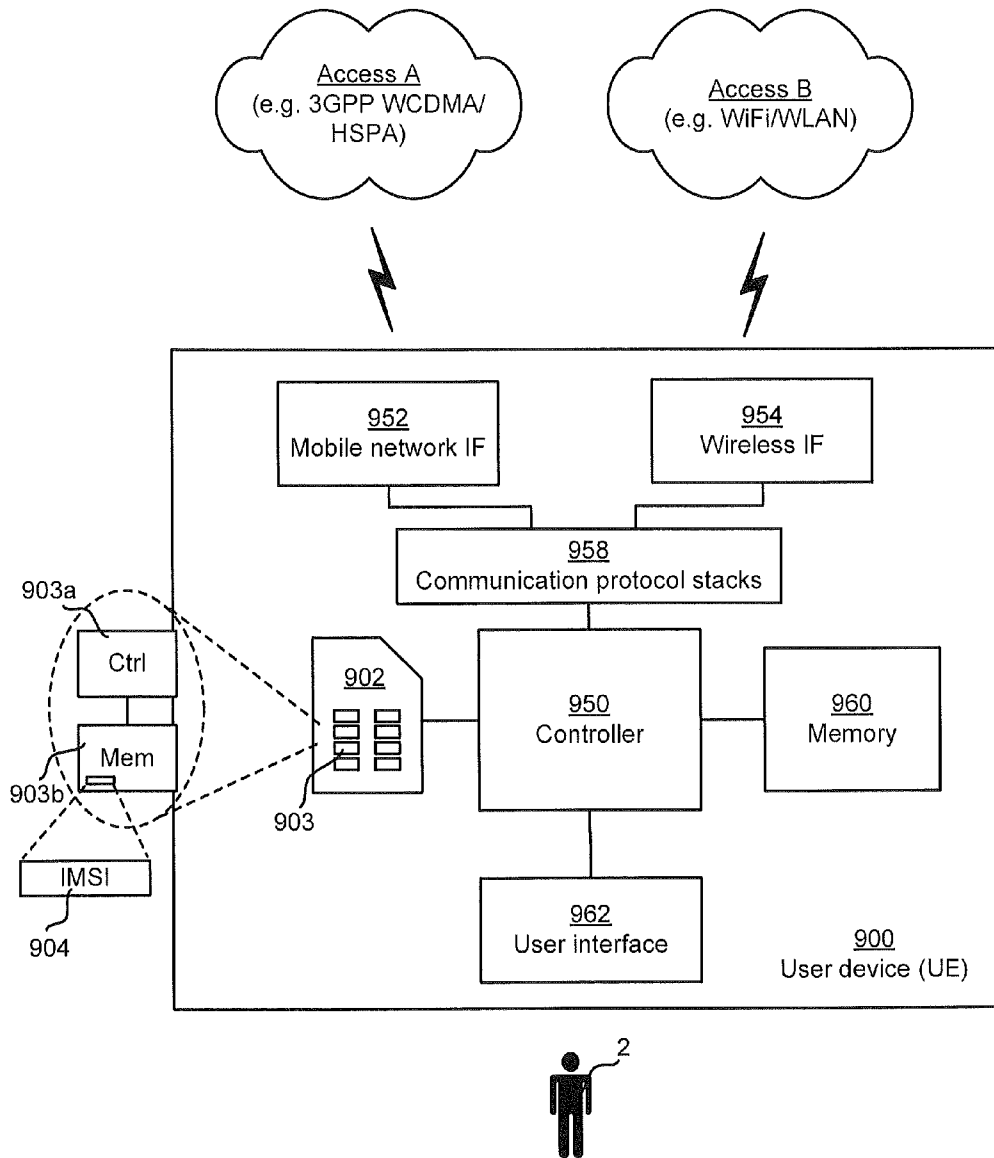 Access A
(e.g. 3GPP WCDMA/
HSPA)
Access B
(e.g. WiFi/WLAN)
952
Mobile network IF
954
Wireless IF
958
Communication protocol stacks
903a
Ctrl
902
950
Controller
960
Memory
Mem
903b
903
IMSI
904
962
User interface
900
User device (UE)
2